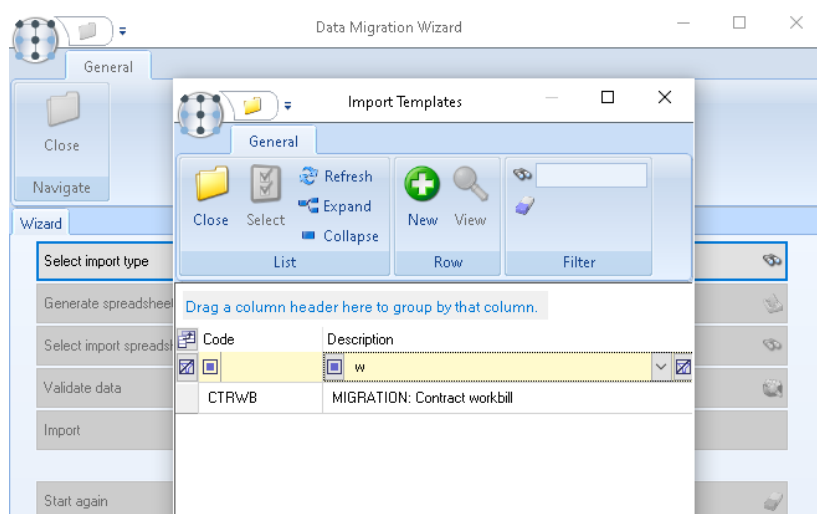 Data Migration Wizard
General
Close
Navigate
Wizard
Select import type
Generate spreadsheet
Select import spreads
Validate data
Import
Start again
Import Templates
General
Close
Select
Refresh
Expand
Collapse
List
New
View
Row
Filter
Drag a column header here to group by that column.
Code
Description
w
CTRWB
MIGRATION: Contract workbill